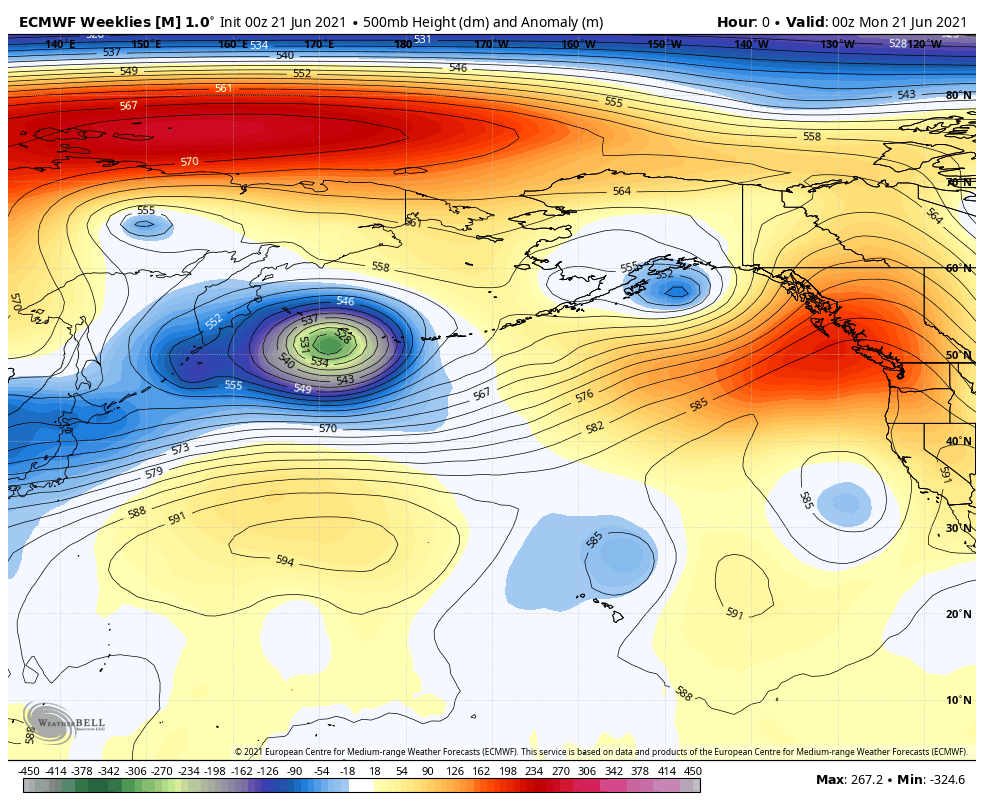 ECMWF Weeklies [M] 1.0° Init 00z 21 Jun 2021 • 500mb Height (dm) and Anomaly (m)
Hour: 0 • Valid: 00z Mon 21 Jun 2021
528 531 525
140°E 150°E 160°E 170°E 180° 170°W 160°W 150°W 140°W 130°W 120°W
534 528
537 540
549 552 546
561 543 80°N
567 555
558
570 70°N
564
555 561 564
558 555 552 60°N
570 546
552 537 528
531 534 50°N
540 543
555 549
567 576
585
570 582
573 40°N
579 591
585
588 591
30°N
585
594
591 20°N
588 10°N
WEATHERBELL
Analytics LLC
588
© 2021 European Centre for Medium-range Weather Forecasts (ECMWF). This service is based on data and products of the European Centre for Medium-range Weather Forecasts (ECMWF).
-450 -414 -378 -342 -306 -270 -234 -198 -162 -126 -90 -54 -18 18 54 90 126 162 198 234 270 306 342 378 414 450
Max: 267.2 • Min: -324.6